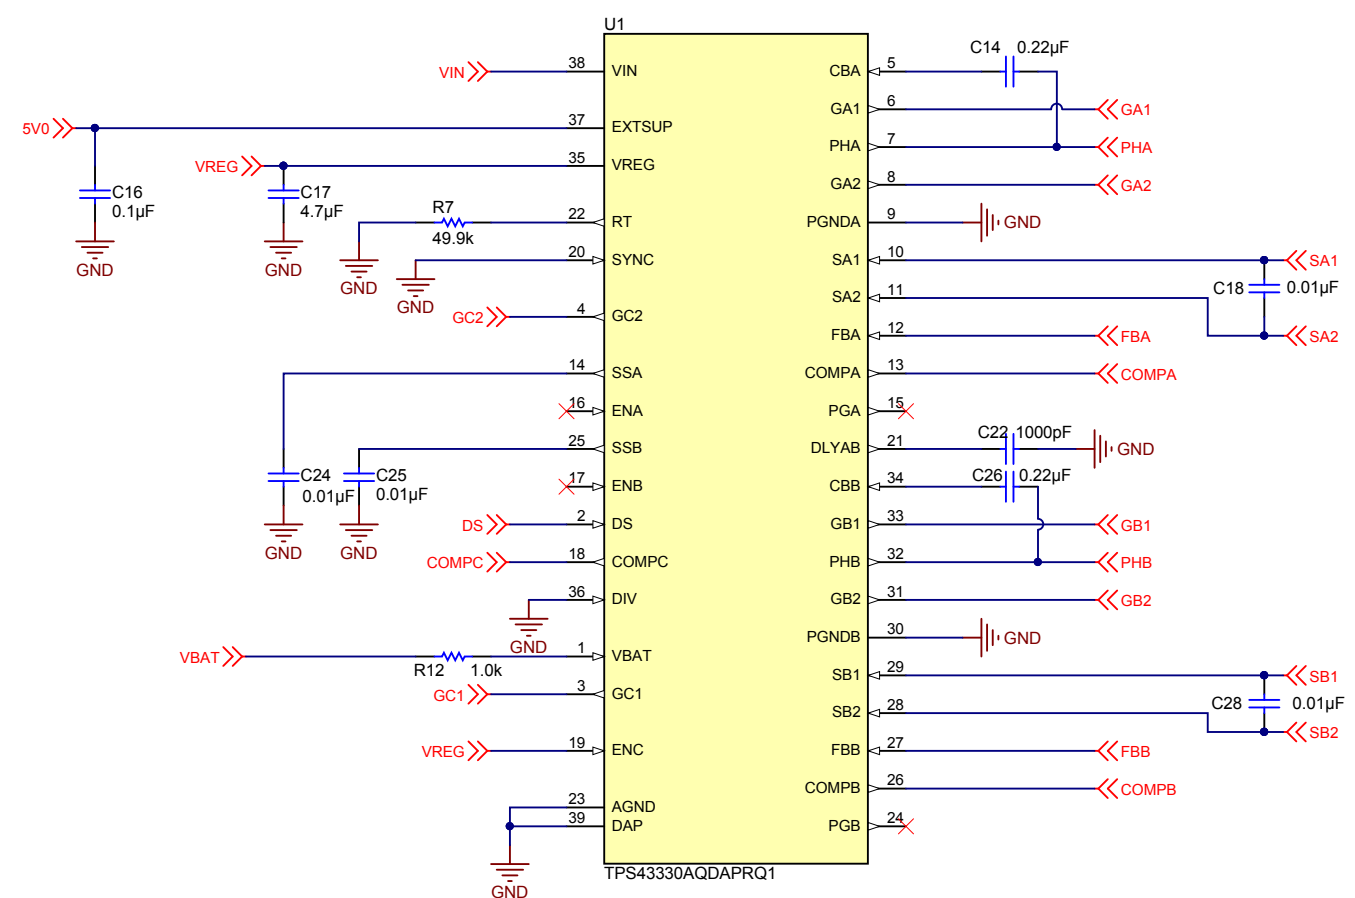 U1
VIN 38 VIN
5V0 37 EXTSUP
VREG 35 VREG
C16
0.1µF
GND
C17
4.7µF
GND
R7
49.9k
22 RT
GND
20 SYNC
GND
GC2 4 GC2
14 SSA
16 ENA
25 SSB
17 ENB
C24
0.01µF
GND
C25
0.01µF
GND
DS 2 DS
COMPC 18 COMPC
36 DIV
GND
VBAT R12 1.0k 1 VBAT
GC1 3 GC1
VREG 19 ENC
23 AGND
39 DAP
GND
CBA 5 C14 0.22µF
GA1 6 GA1
PHA 7 PHA
GA2 8 GA2
PGNDA 9 GND
SA1 10 SA1
C18 0.01µF
SA2 11 SA2
FBA 12 FBA
COMPA 13 COMPA
PGA 15
DLYAB 21 C22 1000pF GND
CBB 34 C26 0.22µF
GB1 33 GB1
PHB 32 PHB
GB2 31 GB2
PGNDB 30 GND
SB1 29 SB1
C28 0.01µF
SB2 28 SB2
FBB 27 FBB
COMPB 26 COMPB
PGB 24
TPS43330AQDAPRQ1